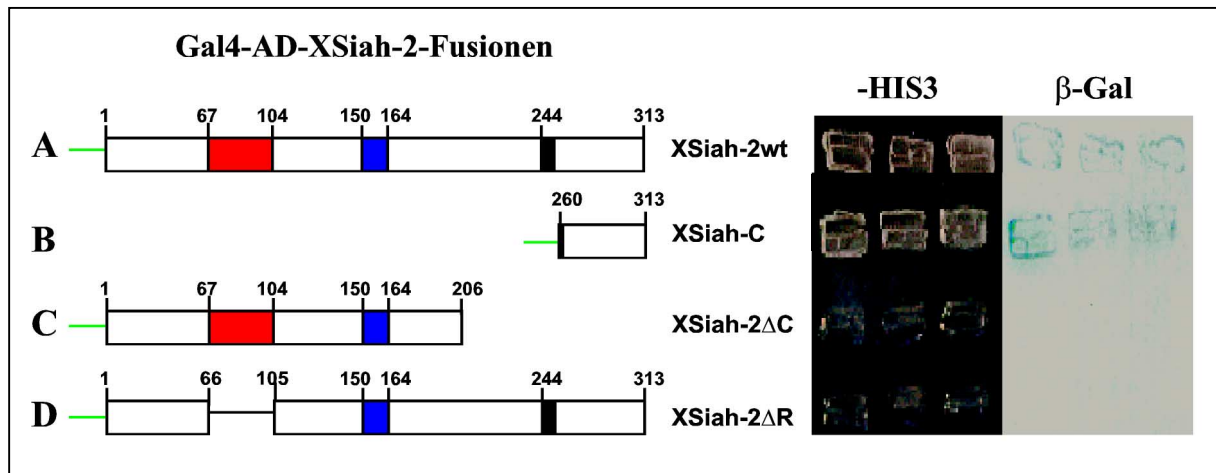 Gal4-AD-XSiah-2-Fusionen
-HIS3 β-Gal
1 67 104 150 164 244 313
A XSiah-2wt
260 313
B XSiah-C
1 67 104 150 164 206
C XSiah-2ΔC
1 66 105 150 164 244 313
D XSiah-2ΔR